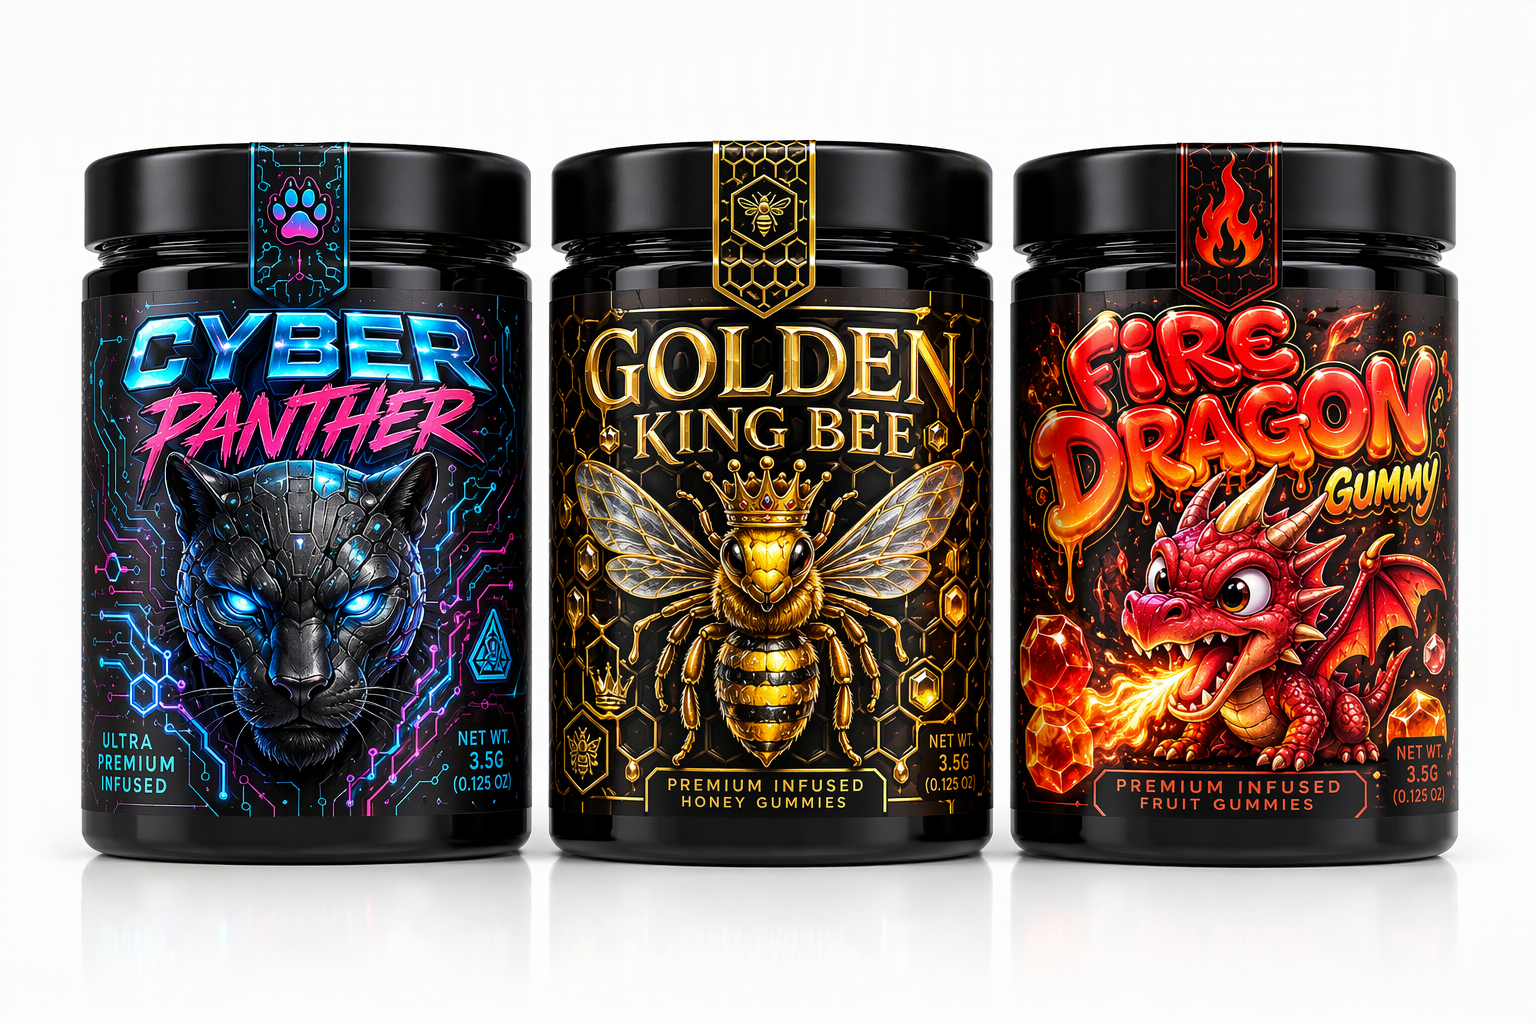 CYBER
PANTHER
ULTRA
PREMIUM
INFUSED
NET WT.
3.5G
(0.125 OZ)
GOLDEN
KING BEE
NET WT.
3.5G
(0.125 OZ)
PREMIUM INFUSED
HONEY GUMMIES
FIRE
DRAGON
GUMMY
NET WT.
3.5G
(0.125 OZ)
PREMIUM INFUSED
FRUIT GUMMIES